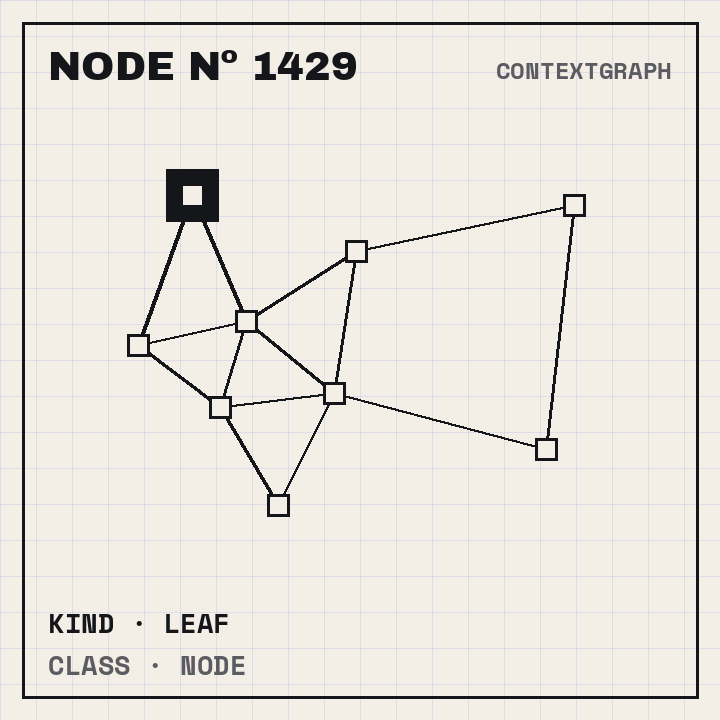 NODE Nº 1429
CONTEXTGRAPH
KIND · LEAF
CLASS · NODE